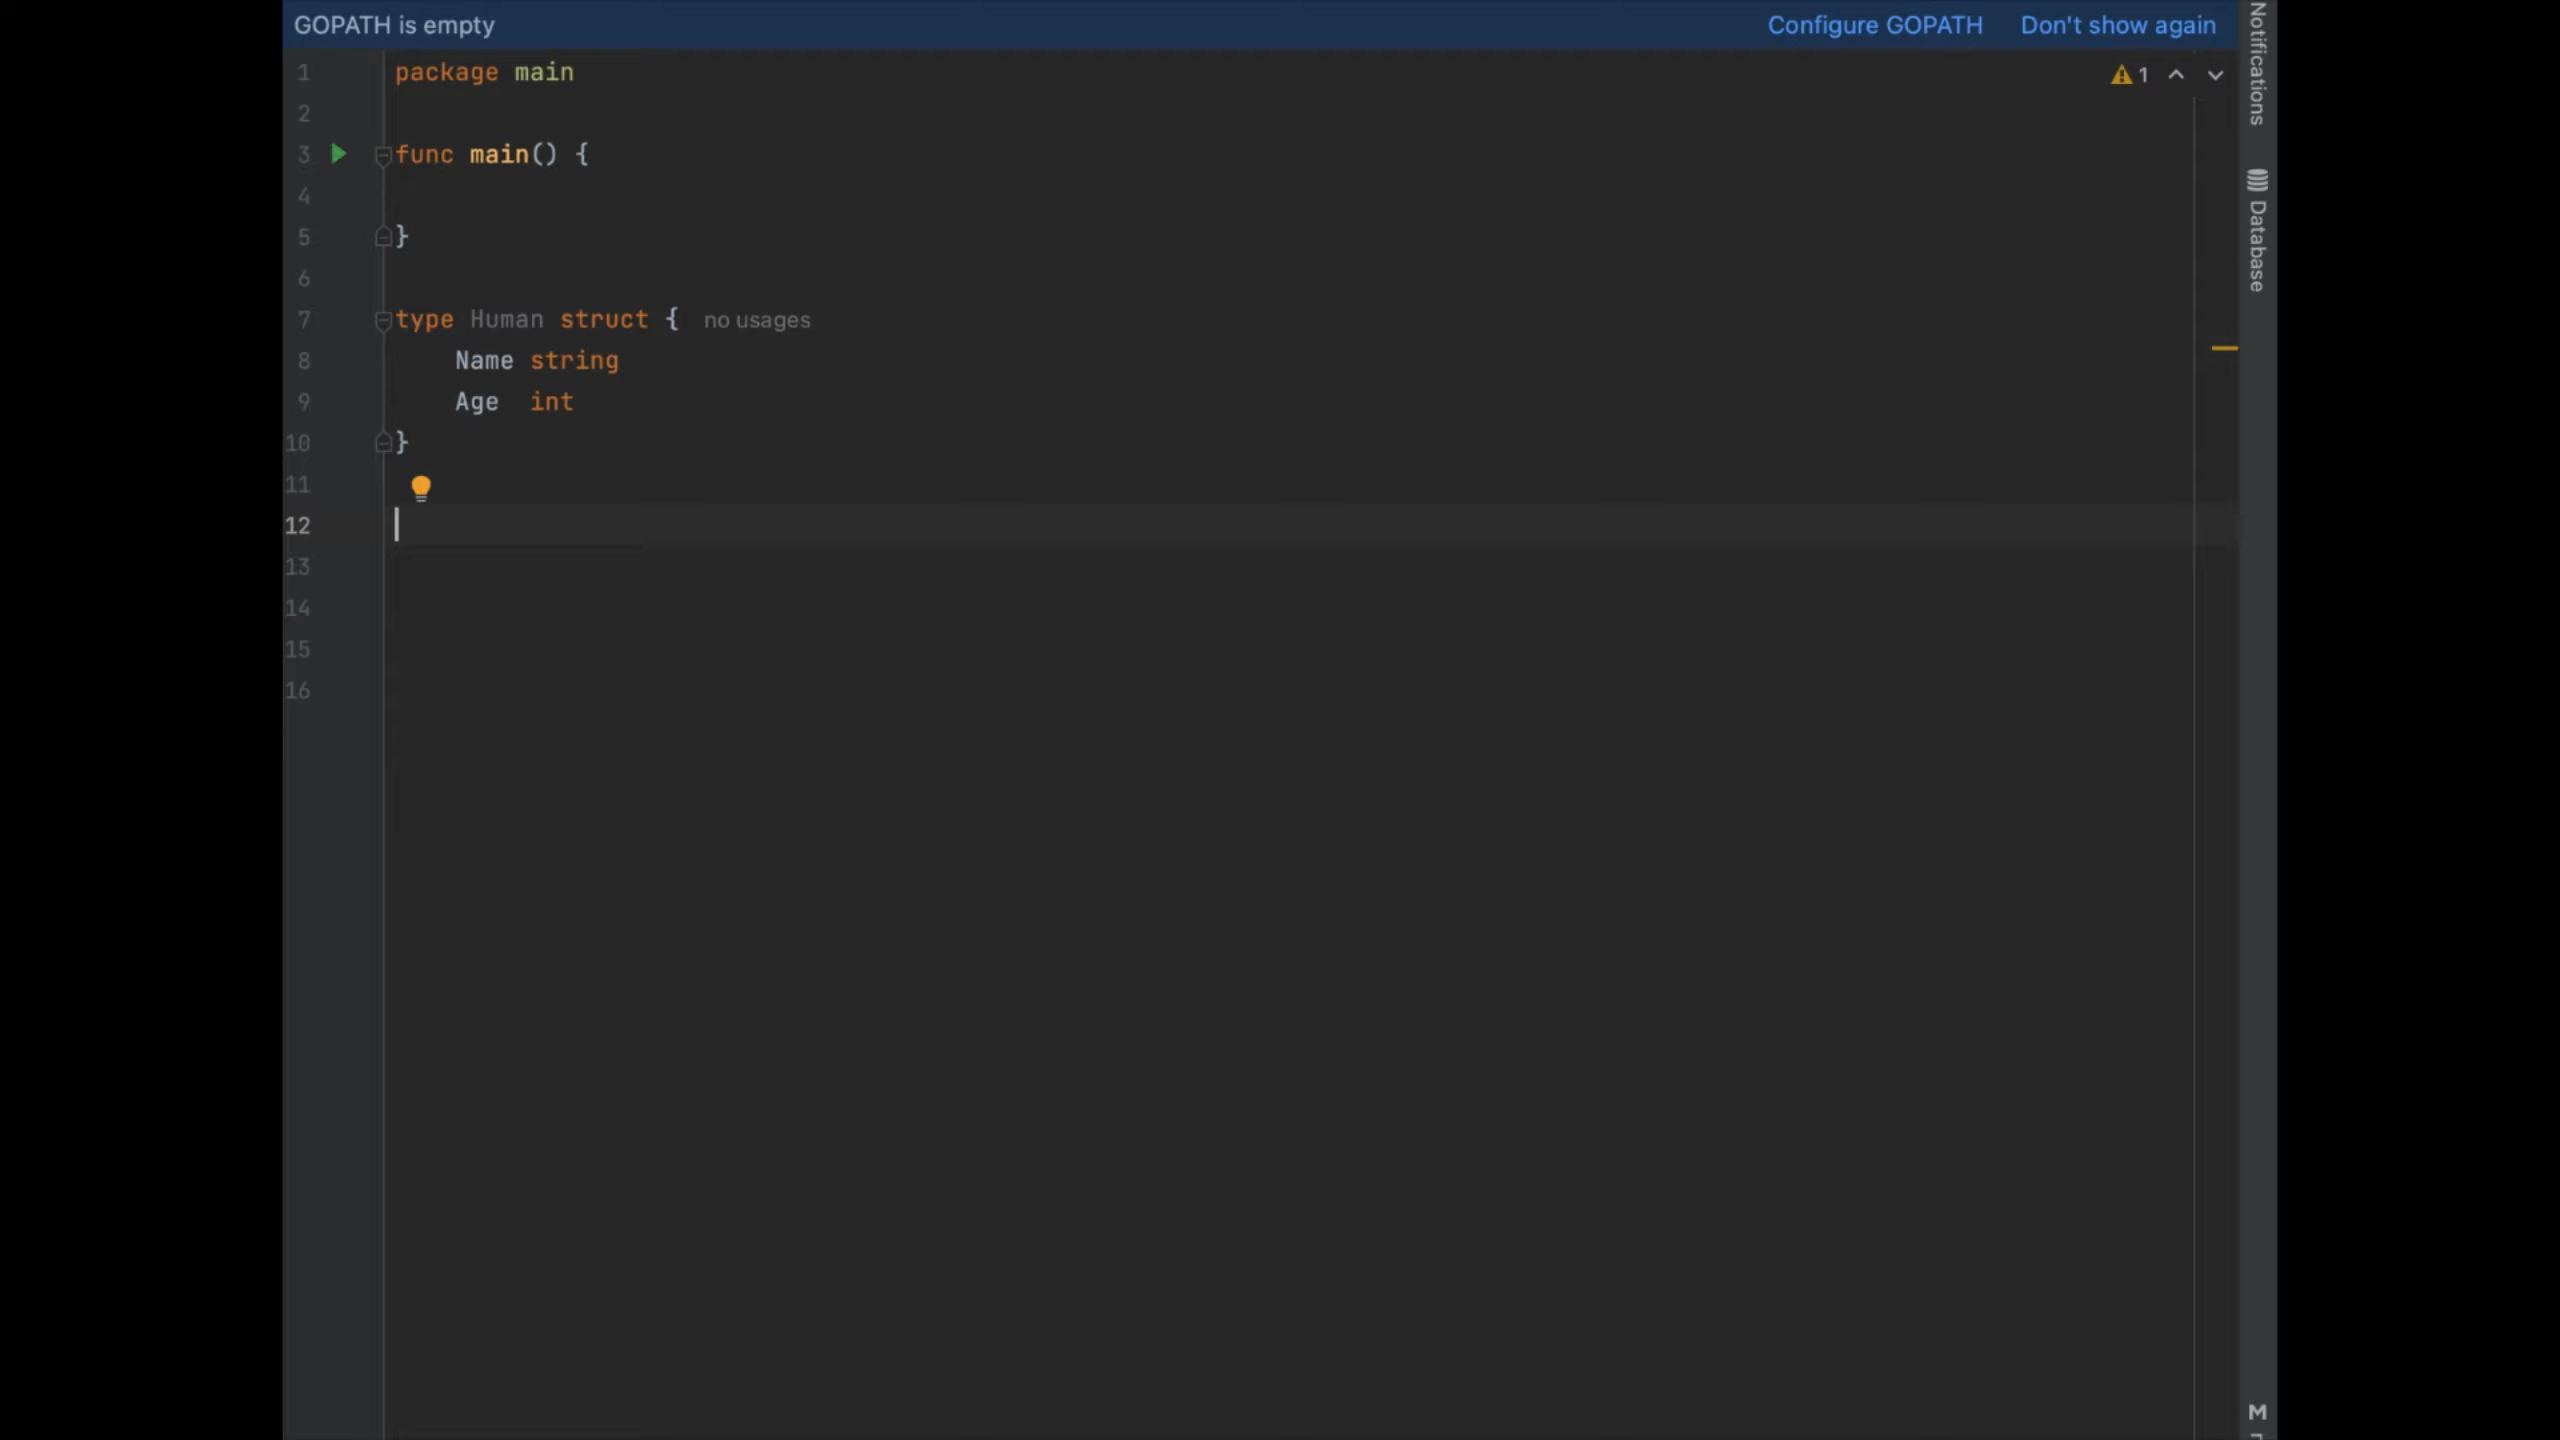 GOPATH is empty Configure GOPATH Don't show again
1 package main
2
3 func main() {
4
5 }
6
7 type Human struct { no usages
8     Name string
9     Age  int
10 }
11
12
13
14
15
16
1
Notifications
Database
M